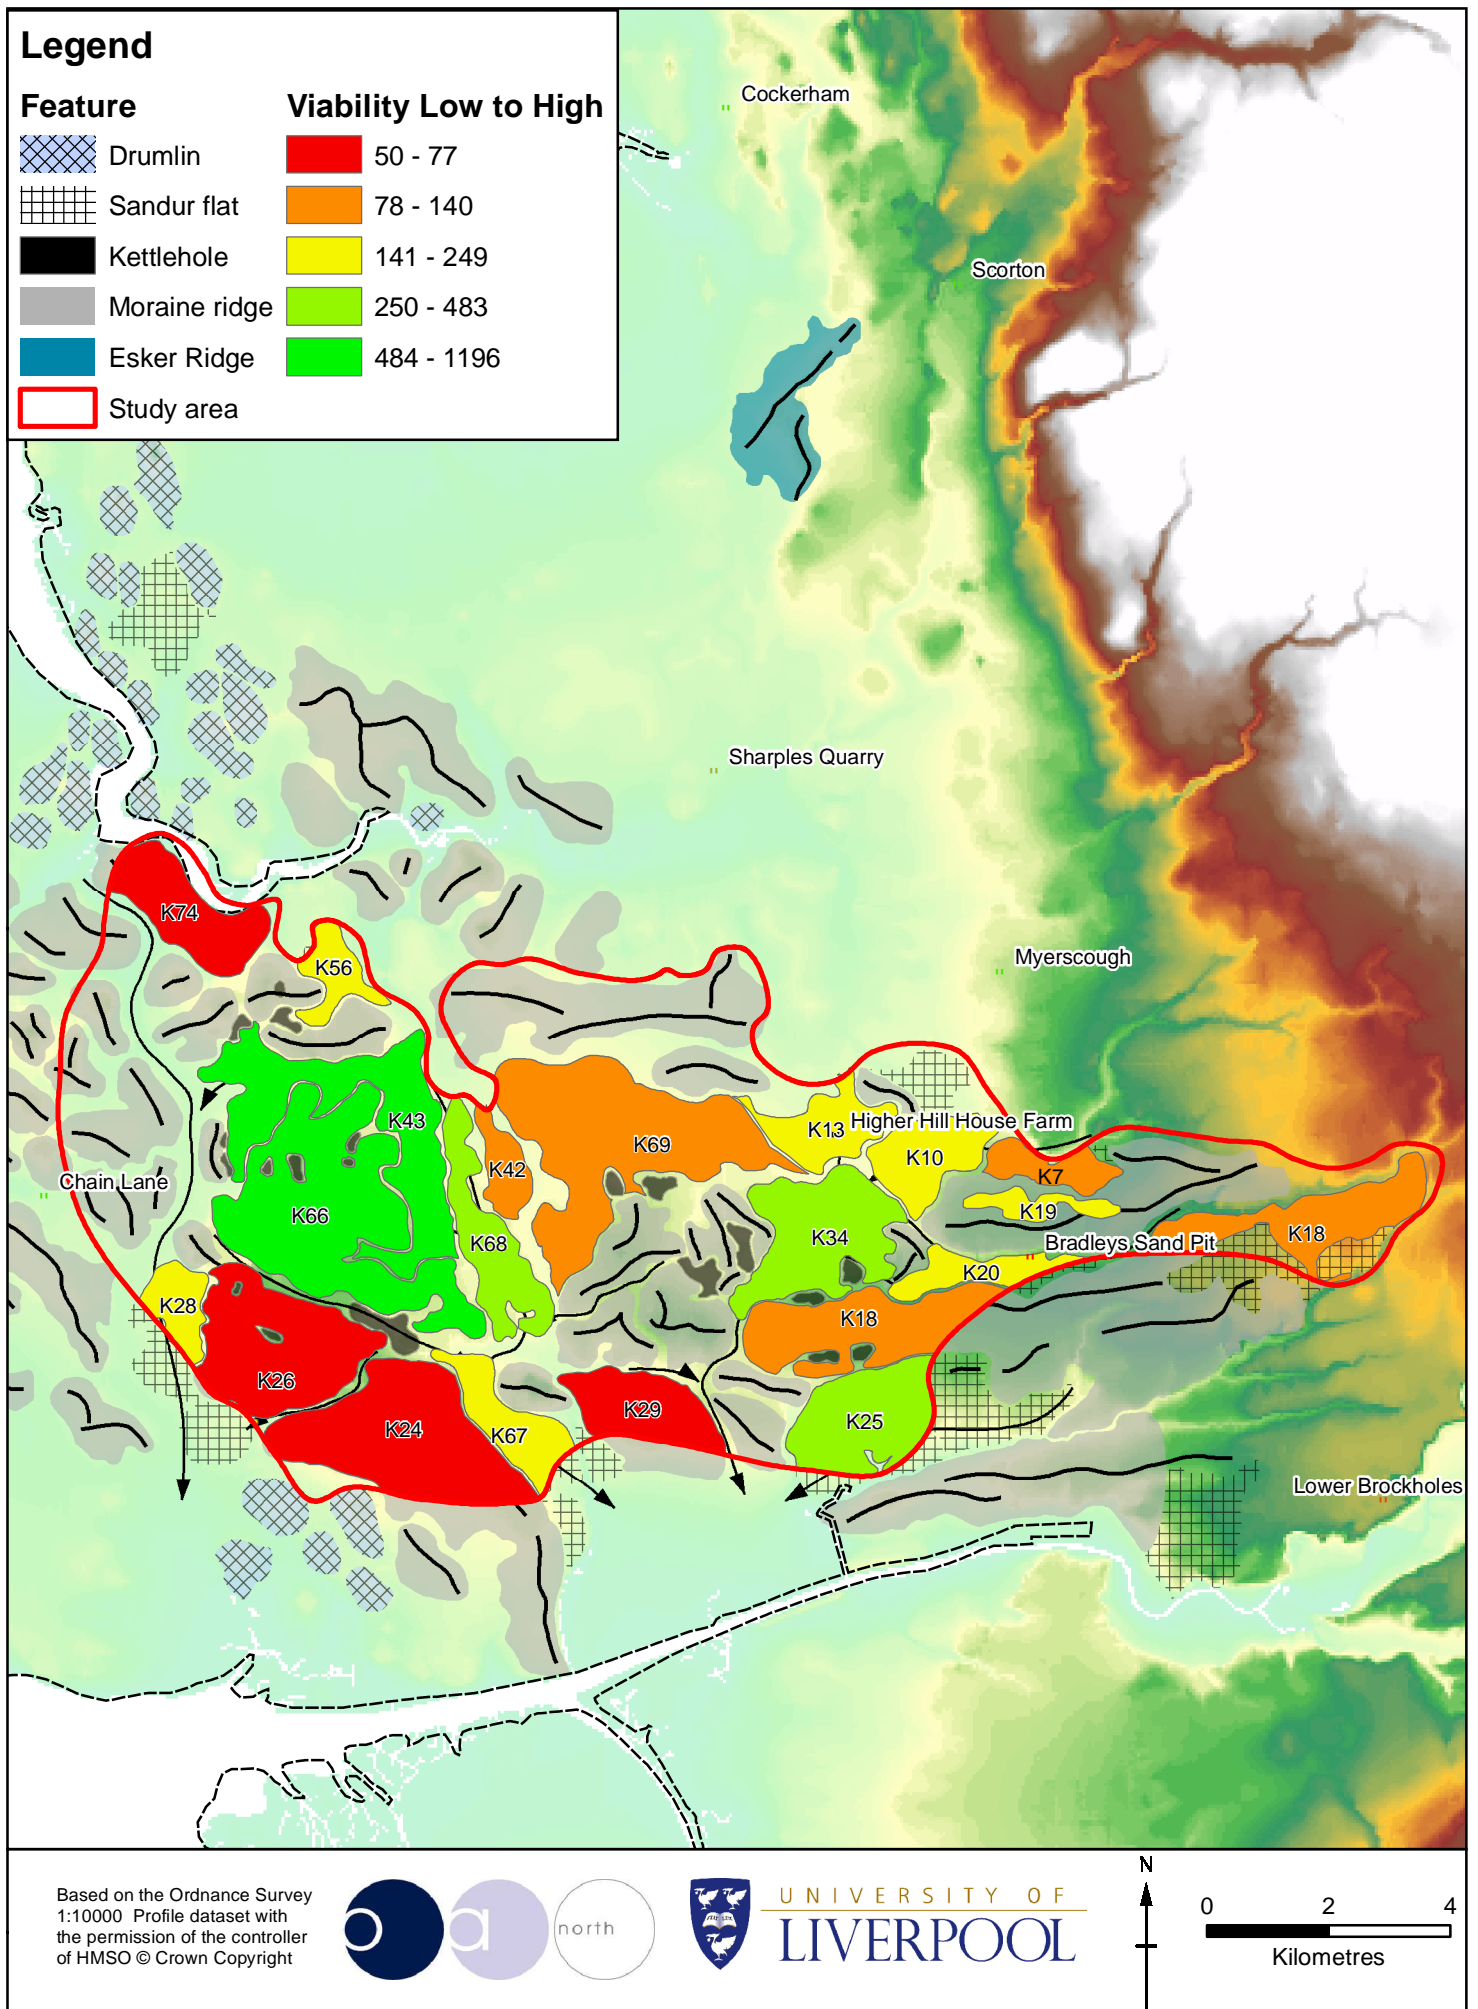 Legend
Feature
Viability Low to High
Drumlin
50 - 77
Sandur flat
78 - 140
Kettlehole
141 - 249
Moraine ridge
250 - 483
Esker Ridge
484 - 1196
Study area
Cockerham
Scorton
Sharples Quarry
K74
K56
Myerscough
K43
K69
K13
Higher Hill House Farm
K10
K42
K7
Chain Lane
K66
K19
K68
K34
Bradleys Sand Pit
K18
K20
K28
K18
K26
K29
K24
K67
K25
Lower Brockholes
Based on the Ordnance Survey
1:10000 Profile dataset with
the permission of the controller
of HMSO © Crown Copyright
o a north
UNIVERSITY OF
LIVERPOOL
N
0 2 4
Kilometres